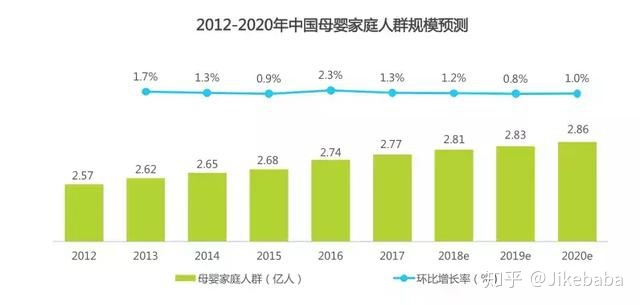 2012-2020年中国母婴家庭人群规模预测
1.7% 1.3% 0.9% 2.3% 1.3% 1.2% 0.8% 1.0%
2.57 2.62 2.65 2.68 2.74 2.77 2.81 2.83 2.86
2012 2013 2014 2015 2016 2017 2018e 2019e 2020e
母婴家庭人群（亿人） 环比增长率（%
知乎 @Jikebaba